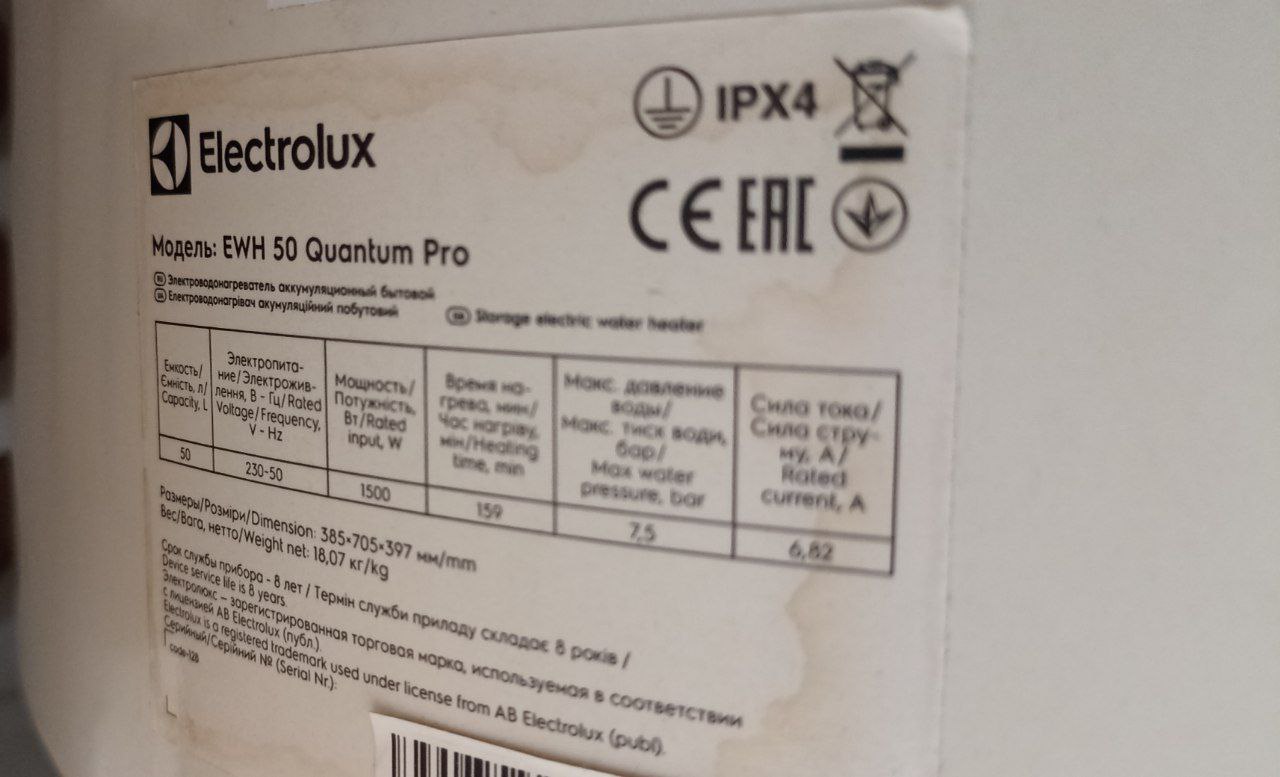 Electrolux
IPX4
CE EAC
Модель: EWH 50 Quantum Pro
RU Электроводонагреватель аккумуляционный бытовой
UA Електроводонагрівач акумуляційний побутовий
Storage electric water heater
Емкость/
Ємність, л/
Capacity, L
Электропита-
ние/Электрожив-
лення, В - Гц/Rated
Voltage/Frequency,
V - Hz
Мощность/
Потужність,
Вт/Rated
input, W
Время на-
грева, мин/
Час нагріву,
мін/Heating
time, min
Макс. давление
воды/
Макс. тиск води,
бар/
Max water
pressure, bar
Сила тока/
Сила стру-
му, А/
Rated
current, A
50
230-50
1500
159
7,5
6,82
Размеры/Розміри/Dimension: 385×705×397 мм/mm
Вес/Вага, нетто/Weight net: 18,07 кг/kg
Срок службы прибора - 8 лет / Термін служби приладу складає 8 років /
Device service life is 8 years.
Электролюкс – зарегистрированная торговая марка, используемая в соответствии
с лицензией AB Electrolux (публ.).
Electrolux is a registered trademark used under license from AB Electrolux (publ).
Серийный/Серійний № (Serial Nr.):
code-128